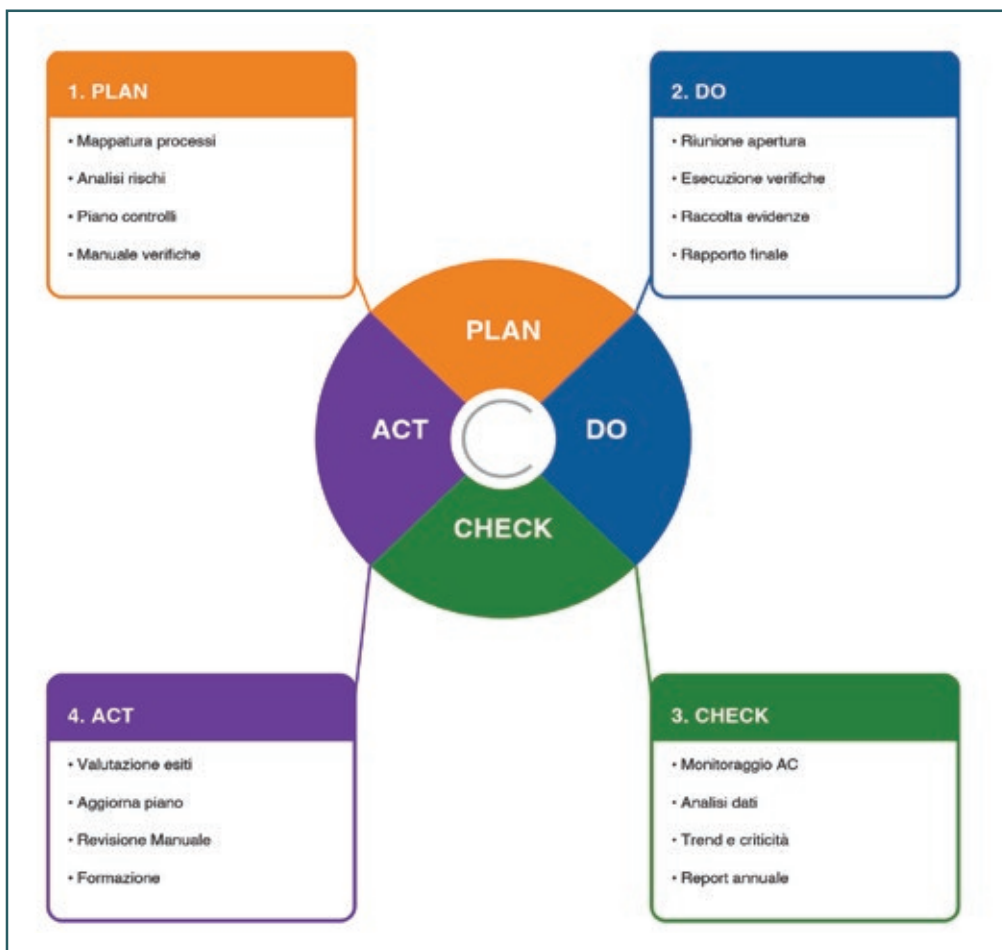 1. PLAN
• Mappatura processi
• Analisi rischi
• Piano controlli
• Manuale verifiche
2. DO
• Riunione apertura
• Esecuzione verifiche
• Raccolta evidenze
• Rapporto finale
PLAN
ACT
DO
CHECK
4. ACT
• Valutazione esiti
• Aggiorna piano
• Revisione Manuale
• Formazione
3. CHECK
• Monitoraggio AC
• Analisi dati
• Trend e criticità
• Report annuale